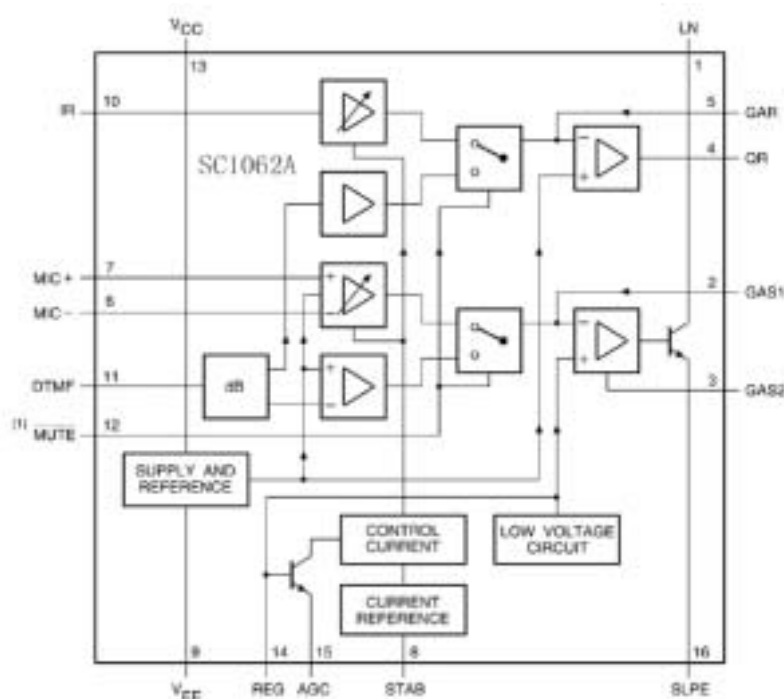 VCC
LN
13
1
IR
10
5
GAR
4
QR
SC1062A
MIC+
7
MIC-
6
2
GAS1
DTMF
11
dB
3
GAS2
(1) MUTE
12
SUPPLY AND
REFERENCE
CONTROL
CURRENT
LOW VOLTAGE
CIRCUIT
CURRENT
REFERENCE
9
14
15
8
16
VEE
REG
AGC
STAB
SLPE
+
-
+
-
-
+
-
+